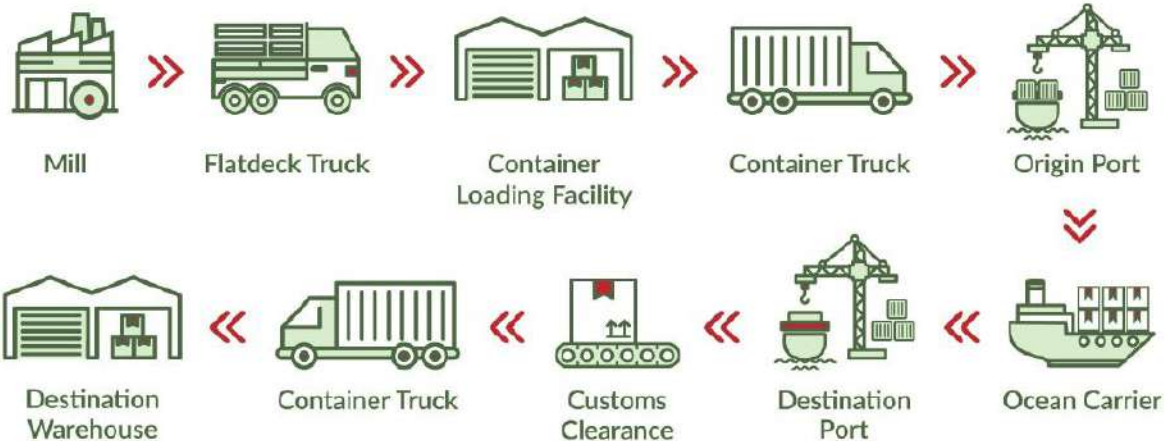 Mill
Flatdeck Truck
Container
Loading Facility
Container Truck
Origin Port
Destination
Warehouse
Container Truck
Customs
Clearance
Destination
Port
Ocean Carrier